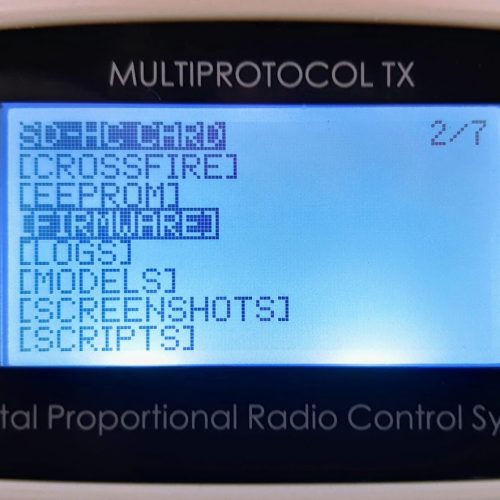 MULTIPROTOCOL TX
SD-HC CARD 2/7
[CROSSFIRE]
[EEPROM]
[FIRMWARE]
[LOGS]
[MODELS]
[SCREENSHOTS]
[SCRIPTS]
tal Proportional Radio Control Sy